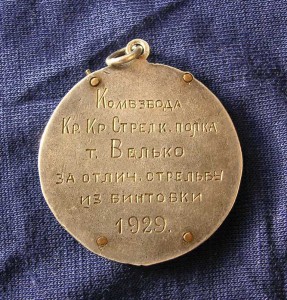 Комвзвода
Кр. Кр. Стрелк. полка
т. Велько
за отлич. стрельбу
из винтовки
1929.